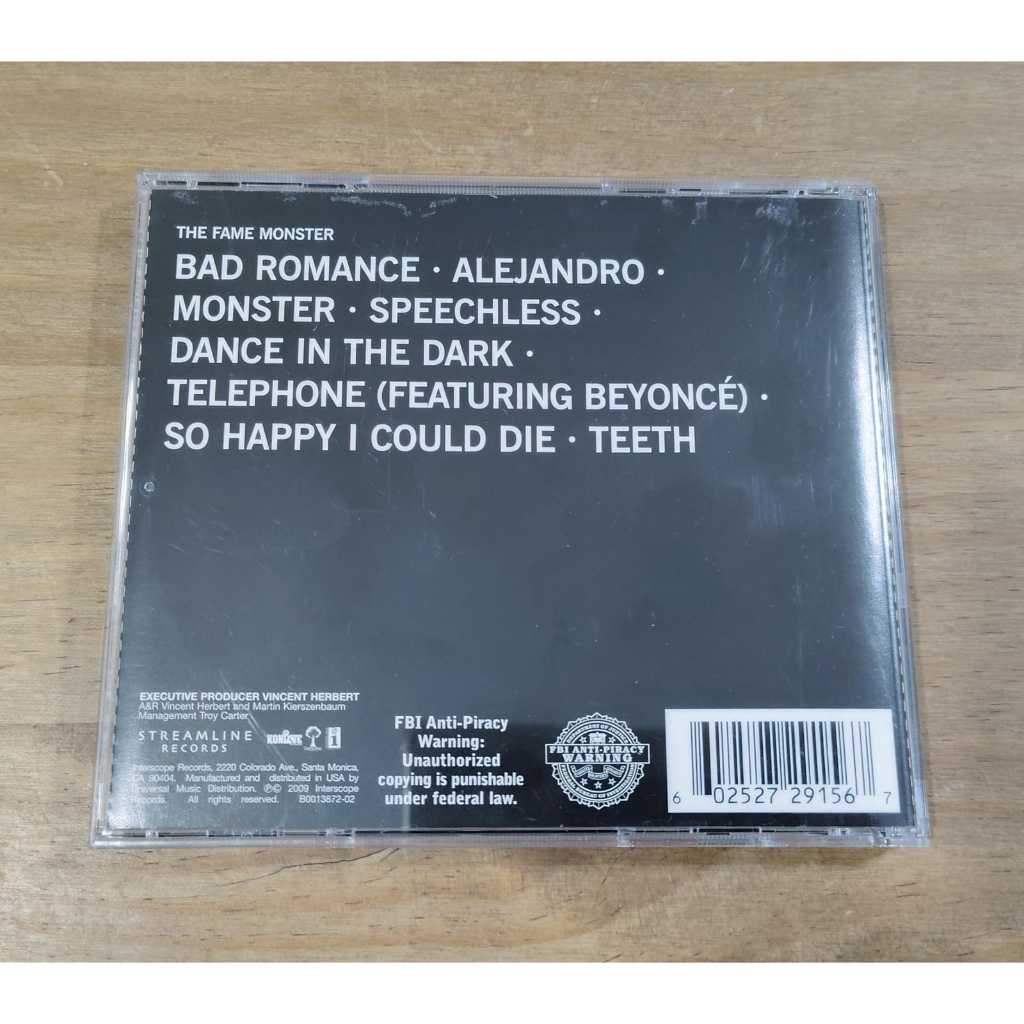 THE FAME MONSTER
BAD ROMANCE · ALEJANDRO ·
MONSTER · SPEECHLESS ·
DANCE IN THE DARK ·
TELEPHONE (FEATURING BEYONCÉ) ·
SO HAPPY I COULD DIE · TEETH
EXECUTIVE PRODUCER VINCENT HERBERT
A&R Vincent Herbert and Martin Kierszenbaum
Management Troy Carter
STREAMLINE
RECORDS
KONLIVE
i
Interscope Records, 2220 Colorado Ave., Santa Monica,
CA 90404. Manufactured and distributed in USA by
Universal Music Distribution. ℗© 2009 Interscope
Records. All rights reserved. B0013872-02
FBI Anti-Piracy
Warning:
Unauthorized
copying is punishable
under federal law.
FBI ANTI-PIRACY
WARNING
6 02527 29156 7